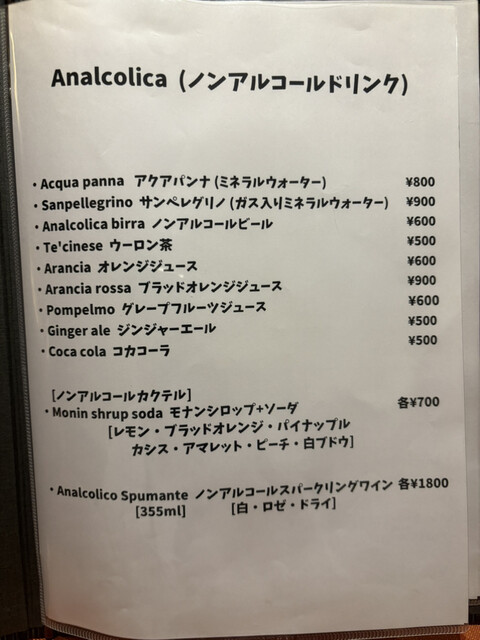 Analcolica (ノンアルコールドリンク)
・Acqua panna アクアパンナ (ミネラルウォーター) ¥800
・Sanpellegrino サンペレグリノ (ガス入りミネラルウォーター) ¥900
・Analcolica birra ノンアルコールビール ¥600
・Te'cinese ウーロン茶 ¥500
・Arancia オレンジジュース ¥600
・Arancia rossa ブラッドオレンジジュース ¥900
・Pompelmo グレープフルーツジュース ¥600
・Ginger ale ジンジャーエール ¥500
・Coca cola コカコーラ ¥500
[ノンアルコールカクテル]
・Monin shrup soda モナンシロップ+ソーダ 各¥700
[レモン・ブラッドオレンジ・パイナップル
カシス・アマレット・ピーチ・白ブドウ]
・Analcolico Spumante ノンアルコールスパークリングワイン 各¥1800
[355ml] [白・ロゼ・ドライ]